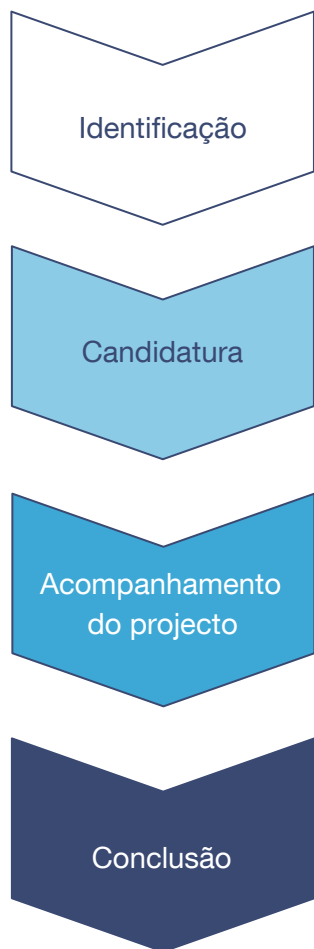 Identificação
Candidatura
Acompanhamento
do projecto
Conclusão